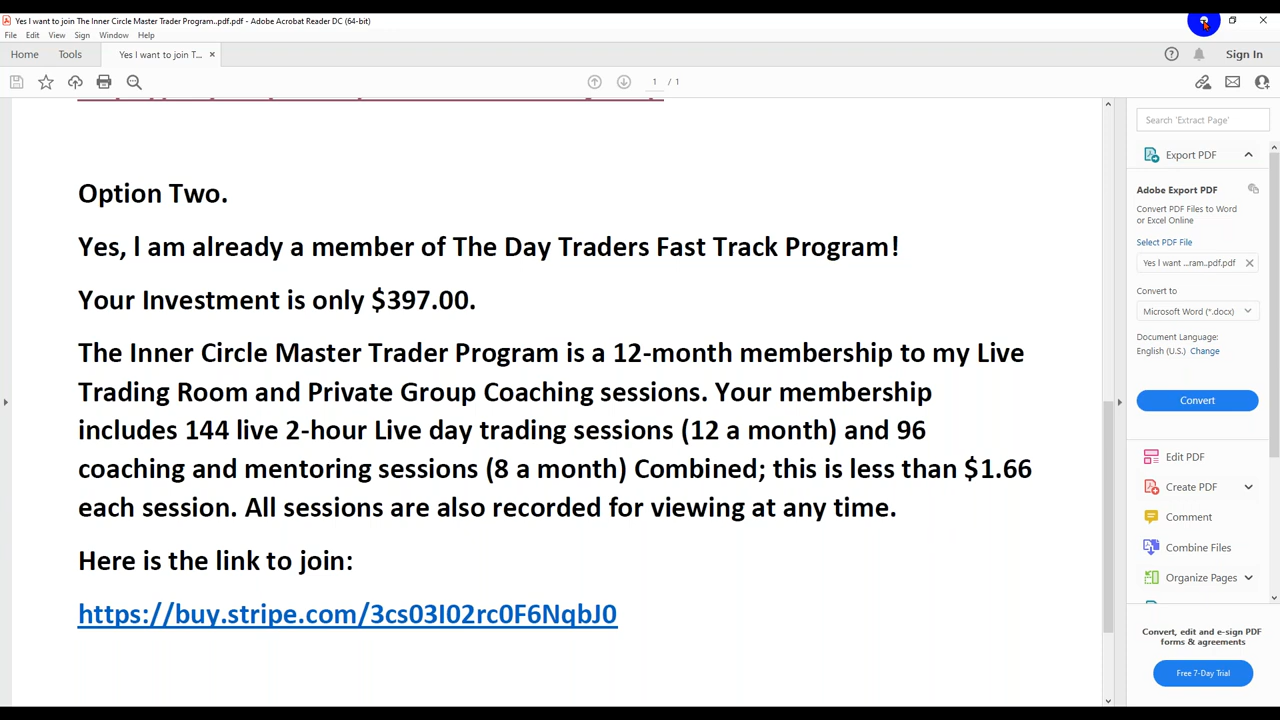 Yes I want to join The Inner Circle Master Trader Program..pdf.pdf - Adobe Acrobat Reader DC (64-bit)
File Edit View Sign Window Help
Home Tools Yes I want to join T... × Sign In
1 / 1
Option Two.
Yes, I am already a member of The Day Traders Fast Track Program!
Your Investment is only $397.00.
The Inner Circle Master Trader Program is a 12-month membership to my Live
Trading Room and Private Group Coaching sessions. Your membership
includes 144 live 2-hour Live day trading sessions (12 a month) and 96
coaching and mentoring sessions (8 a month) Combined; this is less than $1.66
each session. All sessions are also recorded for viewing at any time.
Here is the link to join:
https://buy.stripe.com/3cs03I02rc0F6NqbJ0
Search 'Extract Page'
Export PDF
Adobe Export PDF
Convert PDF Files to Word
or Excel Online
Select PDF File
Yes I want ...ram..pdf.pdf
Convert to
Microsoft Word (*.docx)
Document Language:
English (U.S.) Change
Convert
Edit PDF
Create PDF
Comment
Combine Files
Organize Pages
Convert, edit and e-sign PDF
forms & agreements
Free 7-Day Trial